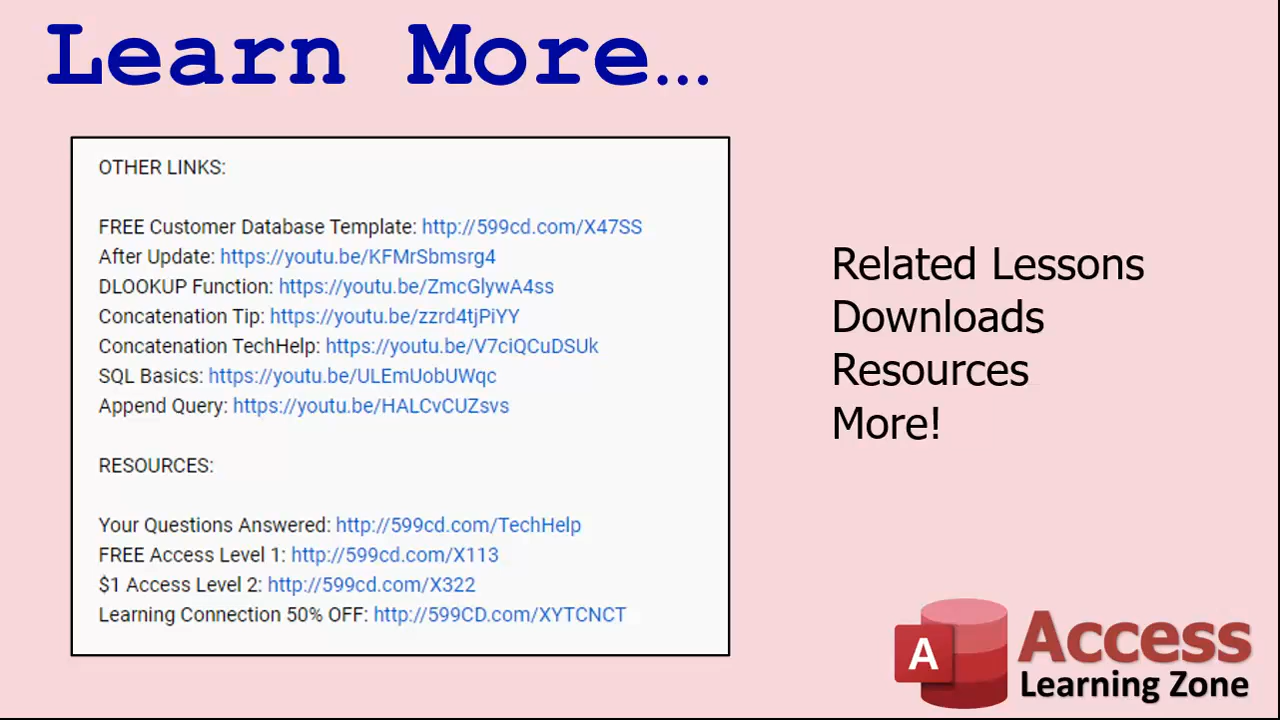 Learn More...
OTHER LINKS:
FREE Customer Database Template: http://599cd.com/X47SS
After Update: https://youtu.be/KFMrSbmsrg4
DLOOKUP Function: https://youtu.be/ZmcGlywA4ss
Concatenation Tip: https://youtu.be/zzrd4tjPiYY
Concatenation TechHelp: https://youtu.be/V7ciQCuDSUk
SQL Basics: https://youtu.be/ULEmUobUWqc
Append Query: https://youtu.be/HALCvCUZsvs
RESOURCES:
Your Questions Answered: http://599cd.com/TechHelp
FREE Access Level 1: http://599cd.com/X113
$1 Access Level 2: http://599cd.com/X322
Learning Connection 50% OFF: http://599CD.com/XYTCNCT
Related Lessons
Downloads
Resources
More!
A
Access
Learning Zone